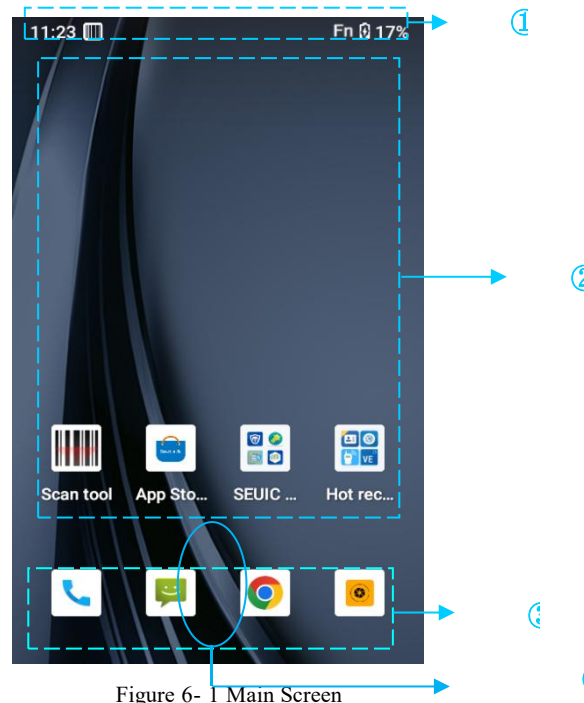 ①
11:23 Fn 17%
②
Scan tool App Sto... SEUIC ... Hot rec...
Figure 6- 1 Main Screen